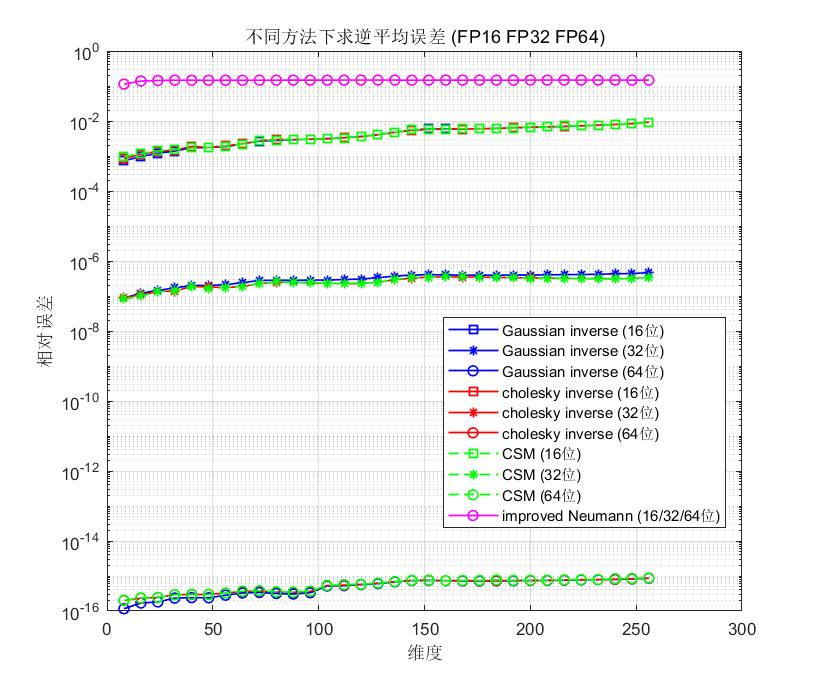 不同方法下求逆平均误差 (FP16 FP32 FP64)
10^0
10^-2
10^-4
10^-6
10^-8
10^-10
10^-12
10^-14
10^-16
相对误差
Gaussian inverse (16位)
Gaussian inverse (32位)
Gaussian inverse (64位)
cholesky inverse (16位)
cholesky inverse (32位)
cholesky inverse (64位)
CSM (16位)
CSM (32位)
CSM (64位)
improved Neumann (16/32/64位)
0 50 100 150 200 250 300
维度